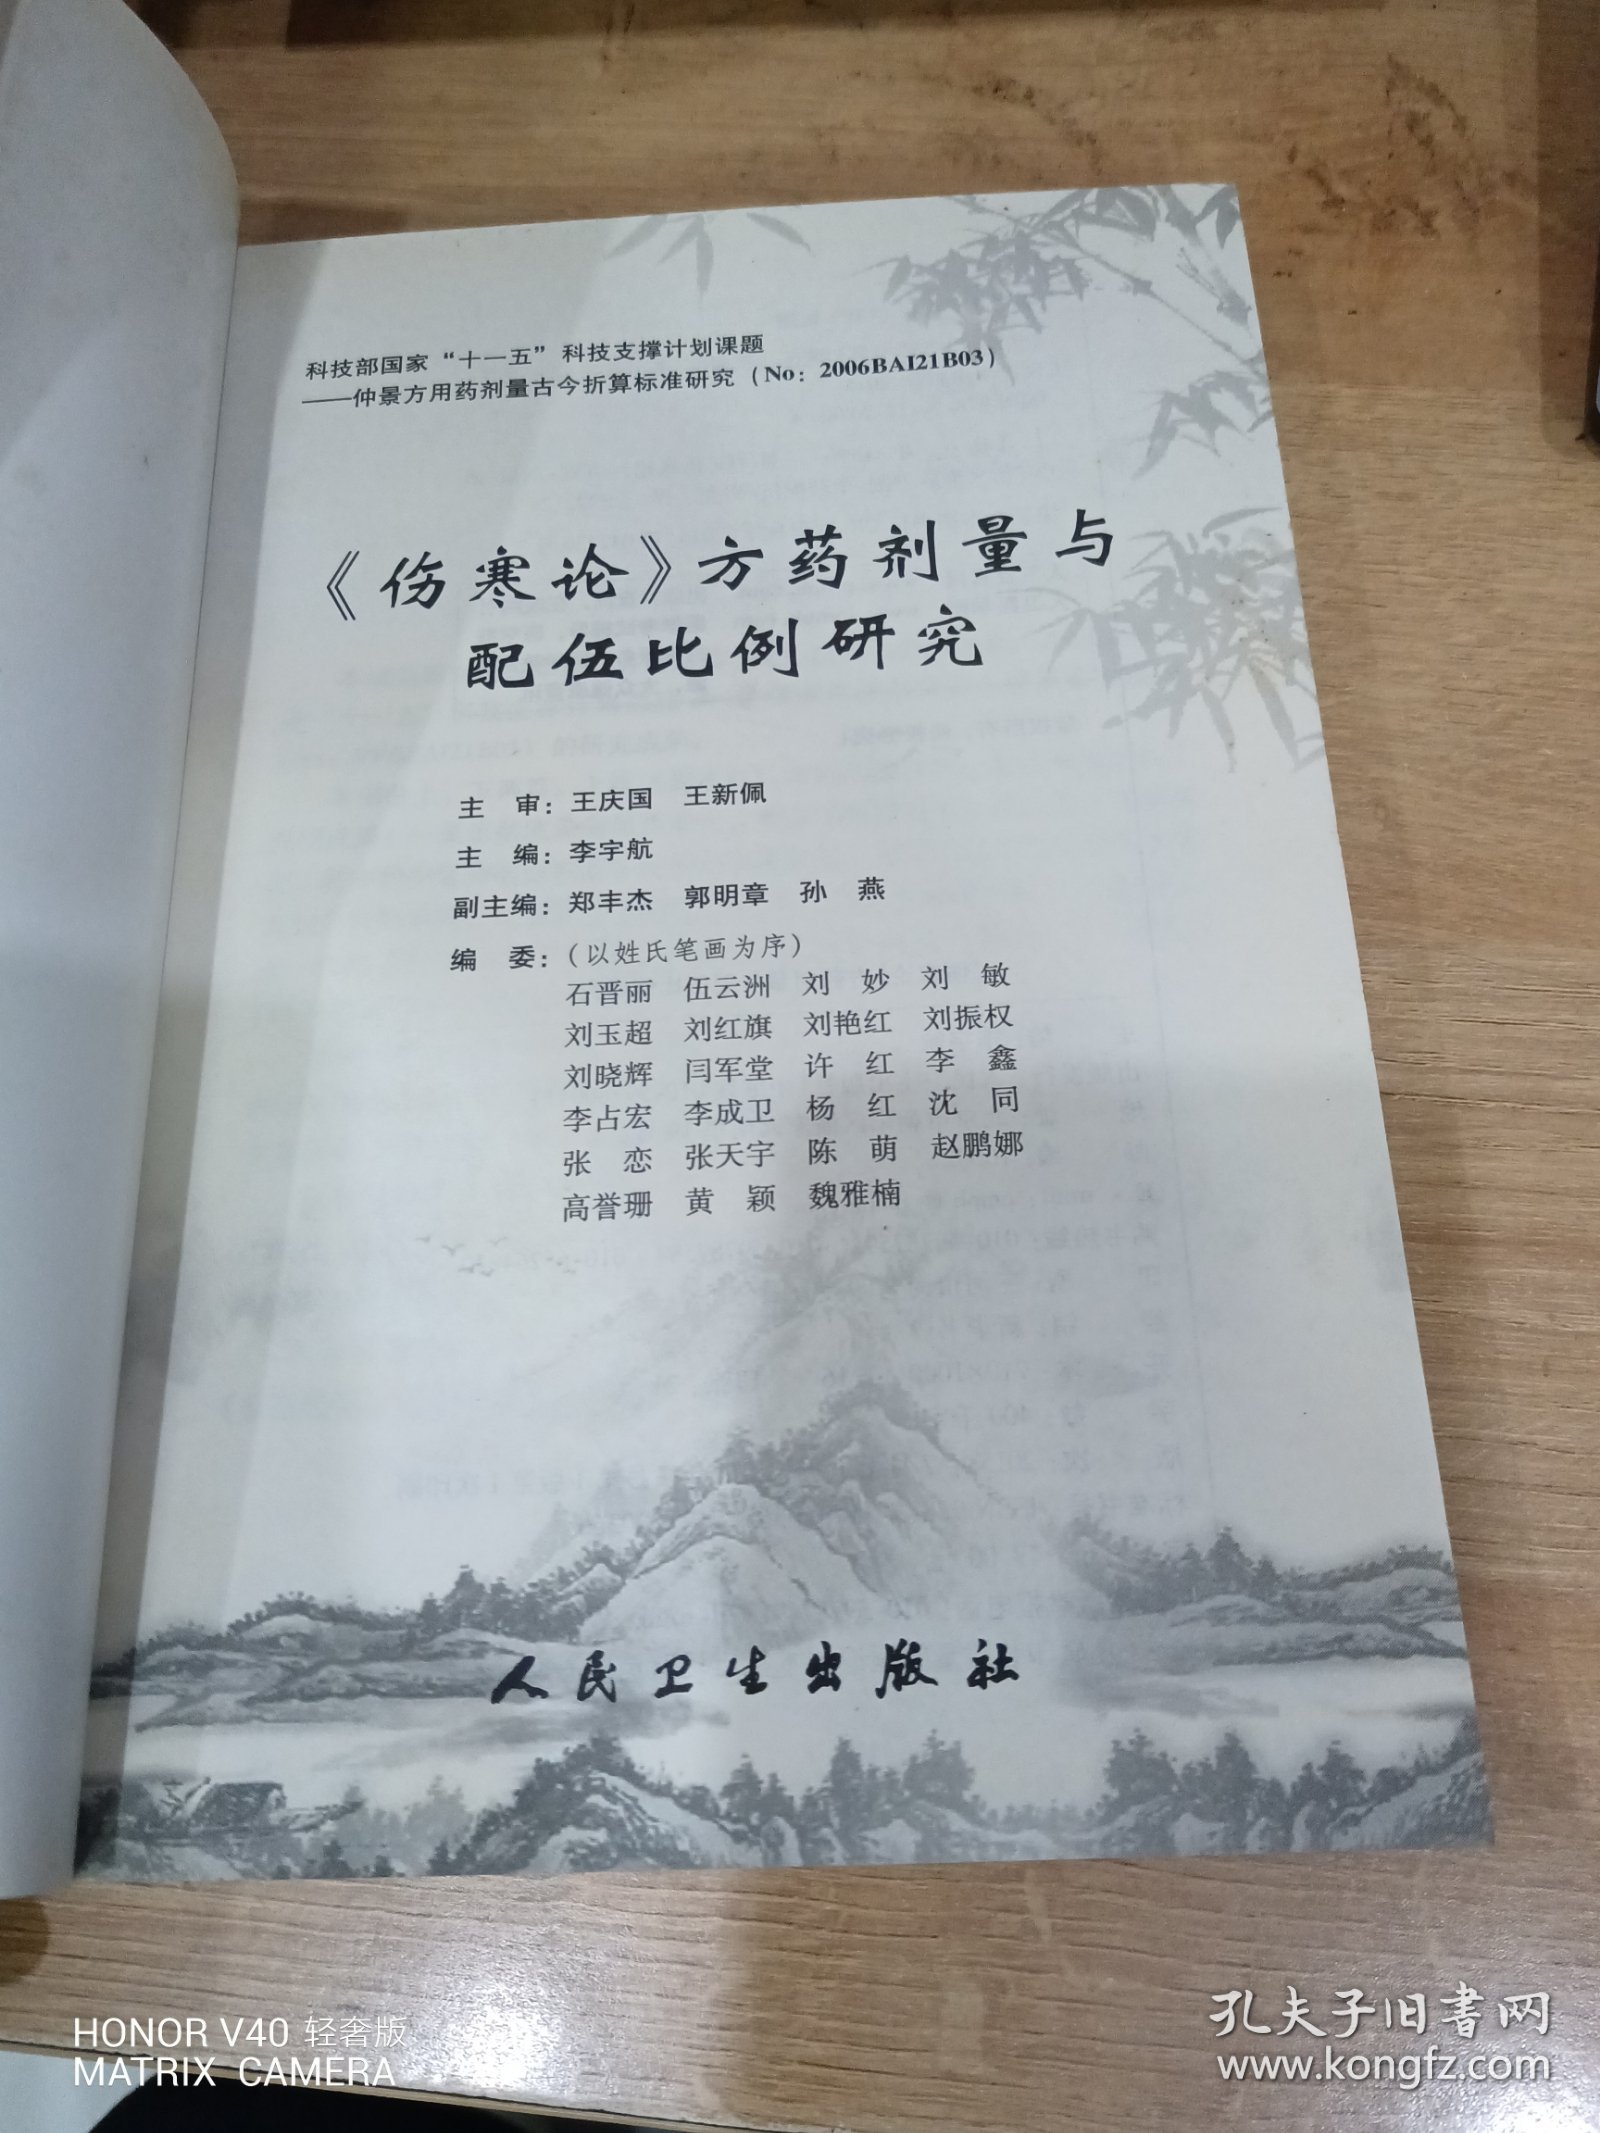 科技部国家“十一五”科技支撑计划课题
——仲景方用药剂量古今折算标准研究（No：2006BAI21B03）
《伤寒论》方药剂量与
配伍比例研究
主　审：王庆国　王新佩
主　编：李宇航
副主编：郑丰杰　郭明章　孙　燕
编　委：（以姓氏笔画为序）
石晋丽　伍云洲　刘　妙　刘　敏
刘玉超　刘红旗　刘艳红　刘振权
刘晓辉　闫军堂　许　红　李　鑫
李占宏　李成卫　杨　红　沈　同
张　恋　张天宇　陈　萌　赵鹏娜
高誉珊　黄　颖　魏雅楠
人民卫生出版社
HONOR V40 轻奢版
MATRIX CAMERA
孔夫子旧书网
www.kongfz.com